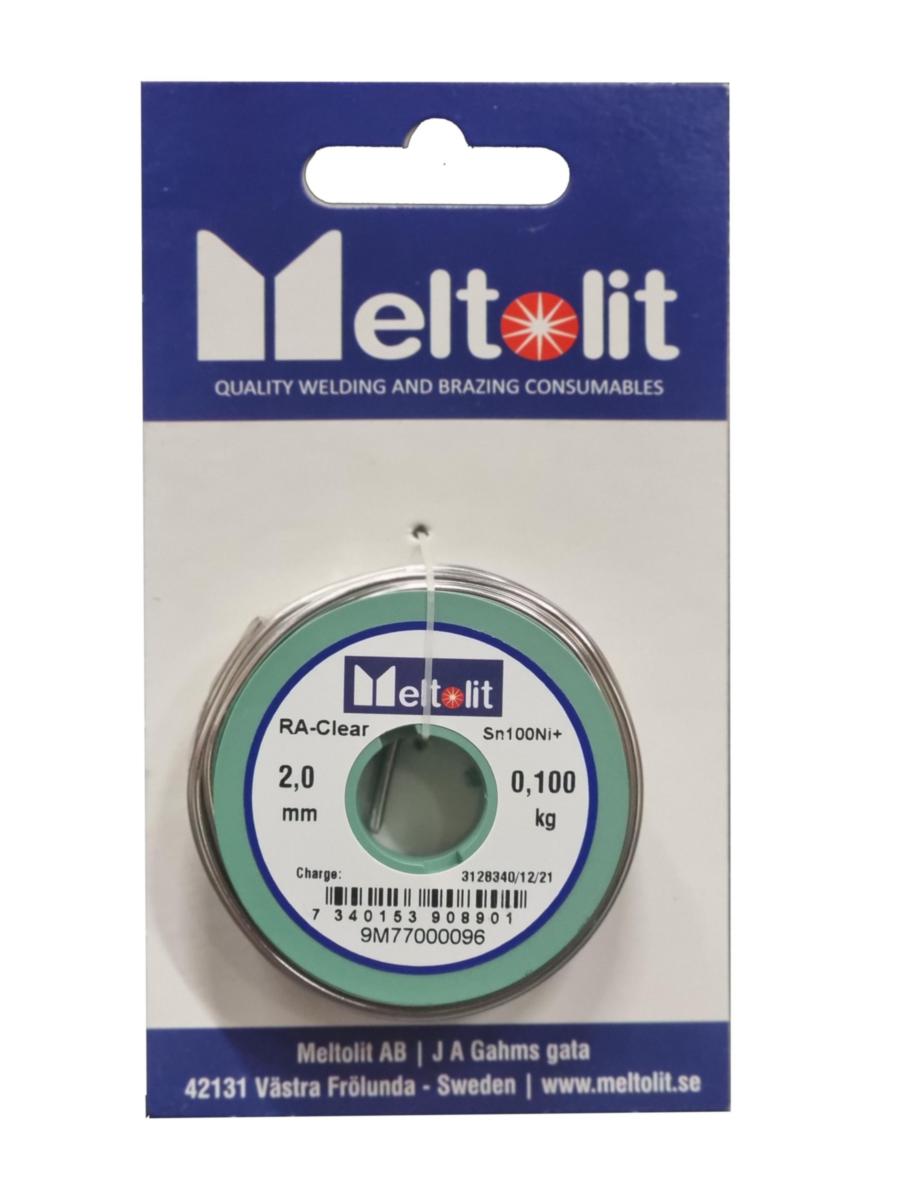 Meltolit
QUALITY WELDING AND BRAZING CONSUMABLES
Meltolit
RA-Clear Sn100Ni+
2,0 0,100
mm kg
Charge: 3128340/12/21
7 340153 908901
9M77000096
Meltolit AB | J A Gahms gata
42131 Västra Frölunda - Sweden | www.meltolit.se